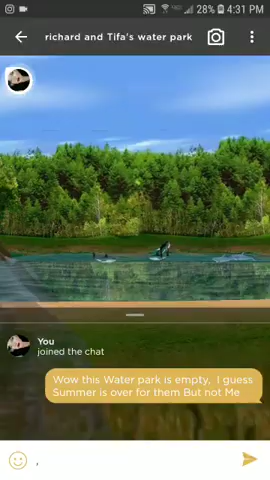 28% 4:31 PM
richard and Tifa's water park
You
joined the chat
Wow this Water park is empty, I guess
Summer is over for them But not Me
,